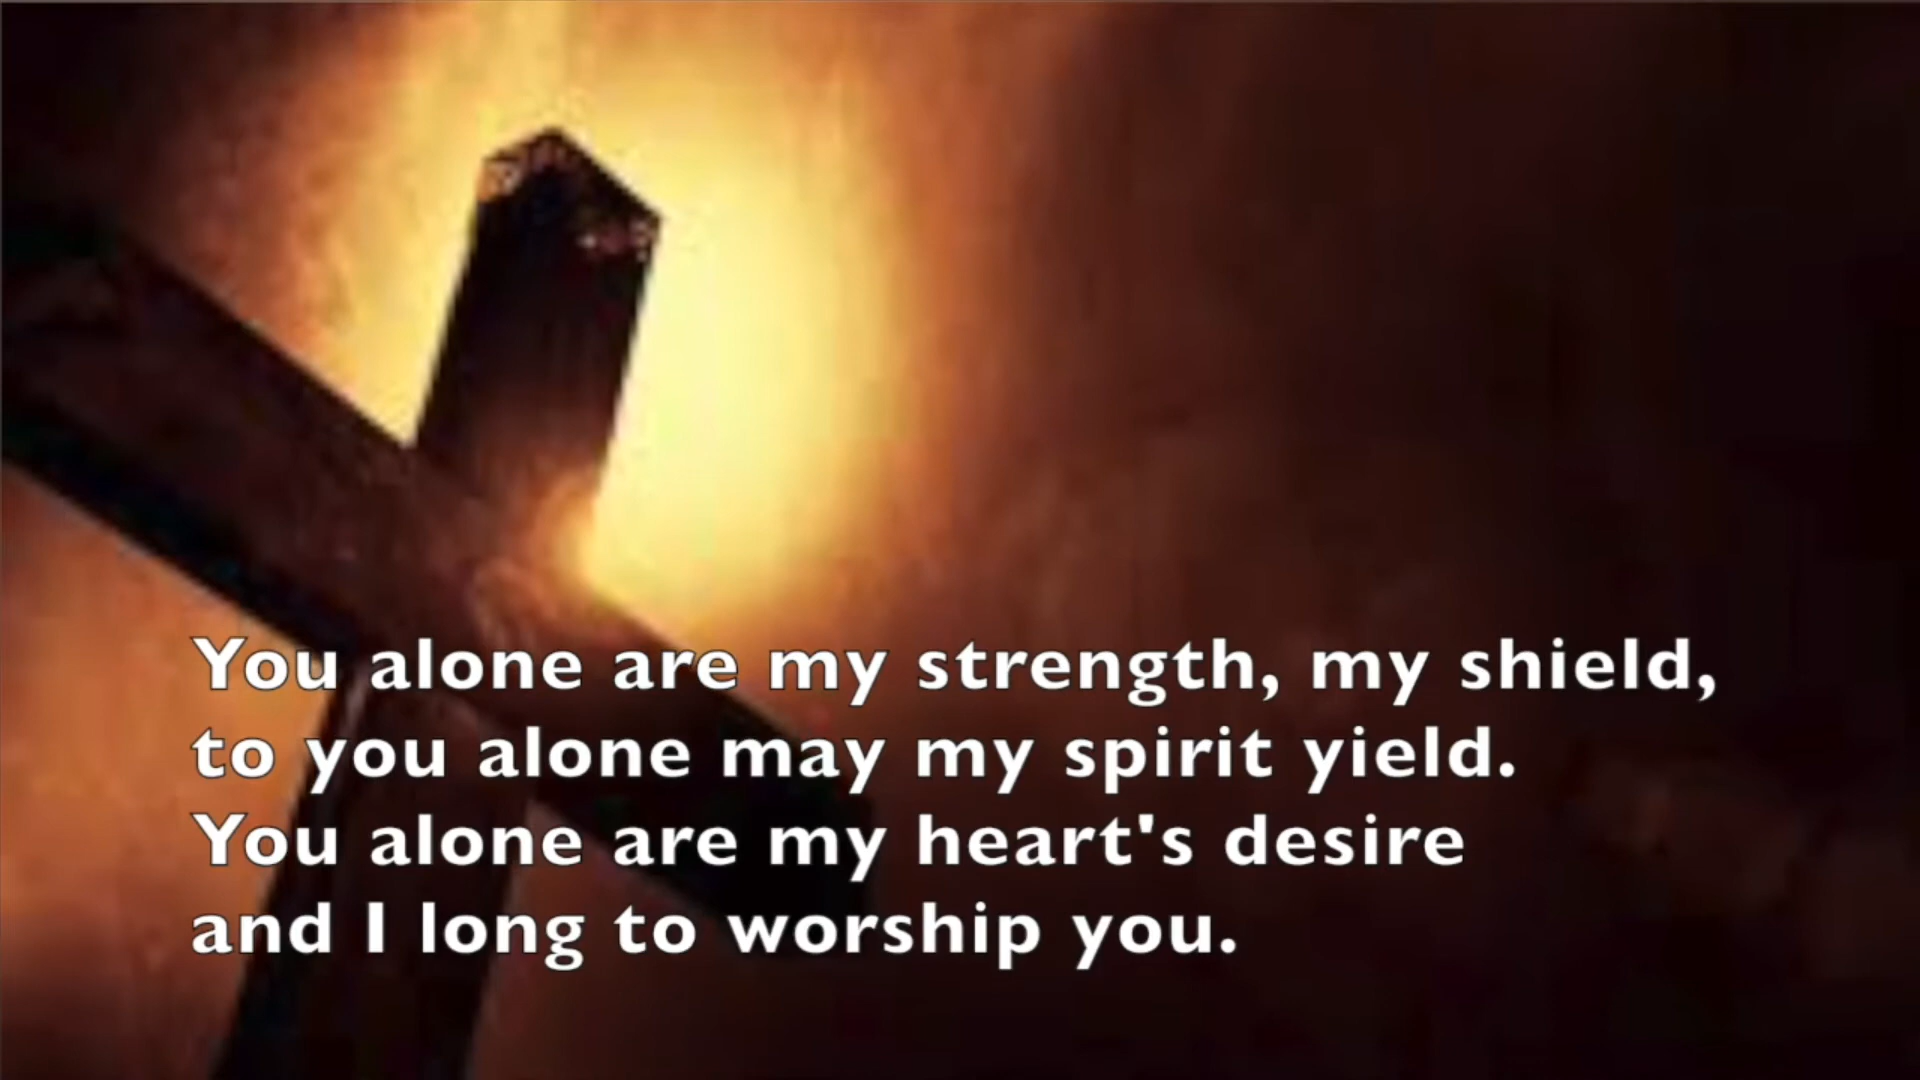 You alone are my strength, my shield,
to you alone may my spirit yield.
You alone are my heart's desire
and I long to worship you.